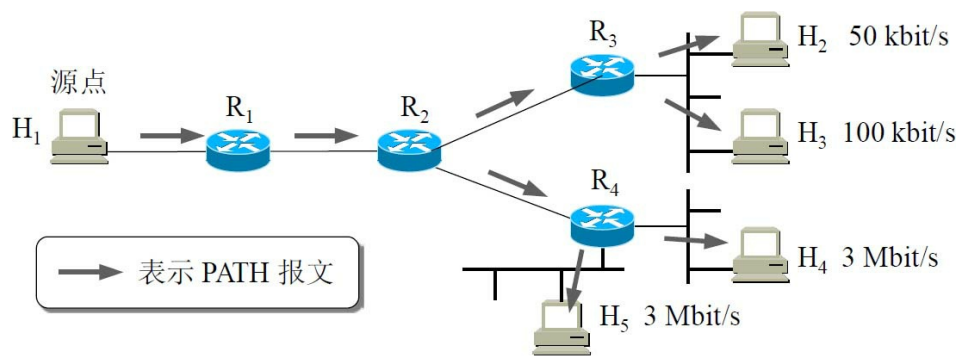 R₃
H₂ 50 kbit/s
源点
H₁
R₁
R₂
H₃ 100 kbit/s
R₄
表示 PATH 报文
H₄ 3 Mbit/s
H₅ 3 Mbit/s